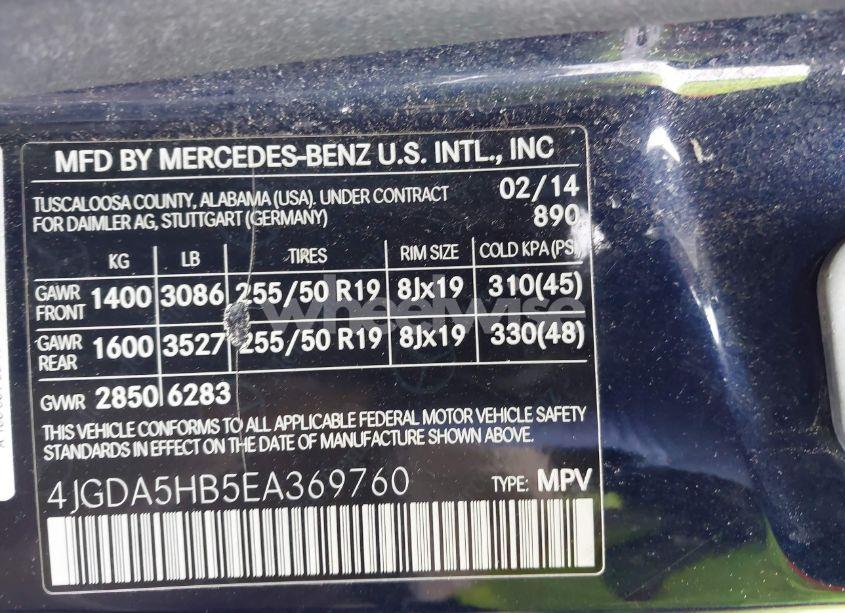 MFD BY MERCEDES-BENZ U.S. INTL., INC
TUSCALOOSA COUNTY, ALABAMA (USA). UNDER CONTRACT 02/14
FOR DAIMLER AG, STUTTGART (GERMANY) 890
KG LB TIRES RIM SIZE COLD KPA (PSI)
GAWR FRONT 1400 3086 255/50 R19 8Jx19 310(45)
wheelwise
GAWR REAR 1600 3527 255/50 R19 8Jx19 330(48)
GVWR 2850 6283
THIS VEHICLE CONFORMS TO ALL APPLICABLE FEDERAL MOTOR VEHICLE SAFETY
STANDARDS IN EFFECT ON THE DATE OF MANUFACTURE SHOWN ABOVE.
4JGDA5HB5EA369760 TYPE: MPV